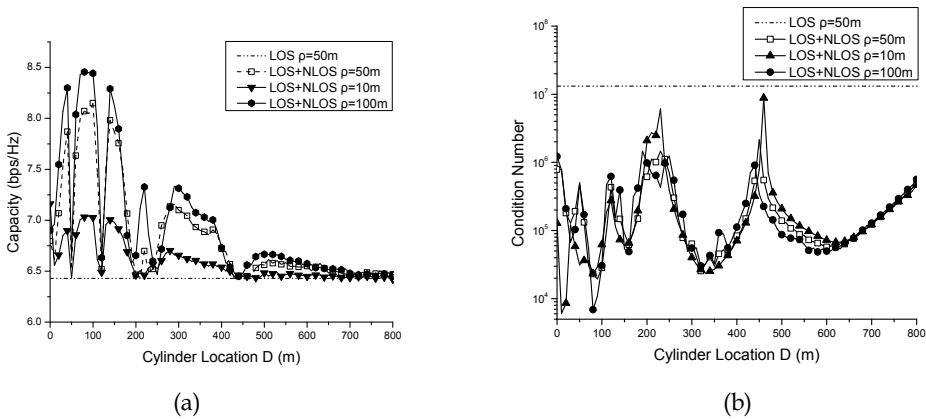 LOS ρ=50m
LOS+NLOS ρ=50m
LOS+NLOS ρ=10m
LOS+NLOS ρ=100m
Capacity (bps/Hz)
8.5
8.0
7.5
7.0
6.5
6.0
0 100 200 300 400 500 600 700 800
Cylinder Location D (m)
(a)
LOS ρ=50m
LOS+NLOS ρ=50m
LOS+NLOS ρ=10m
LOS+NLOS ρ=100m
Condition Number
10⁸
10⁷
10⁶
10⁵
10⁴
0 100 200 300 400 500 600 700 800
Cylinder Location D (m)
(b)